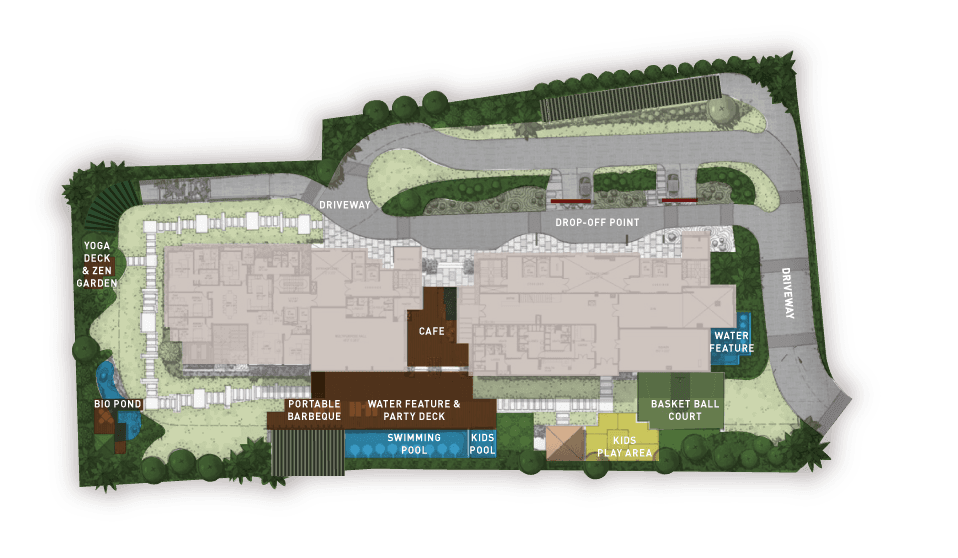 DRIVEWAY
DROP-OFF POINT
YOGA
DECK
& ZEN
GARDEN
DRIVEWAY
CAFE
WATER
FEATURE
BIO POND
PORTABLE
BARBEQUE
WATER FEATURE &
PARTY DECK
BASKET BALL
COURT
SWIMMING
POOL
KIDS
POOL
KIDS
PLAY AREA